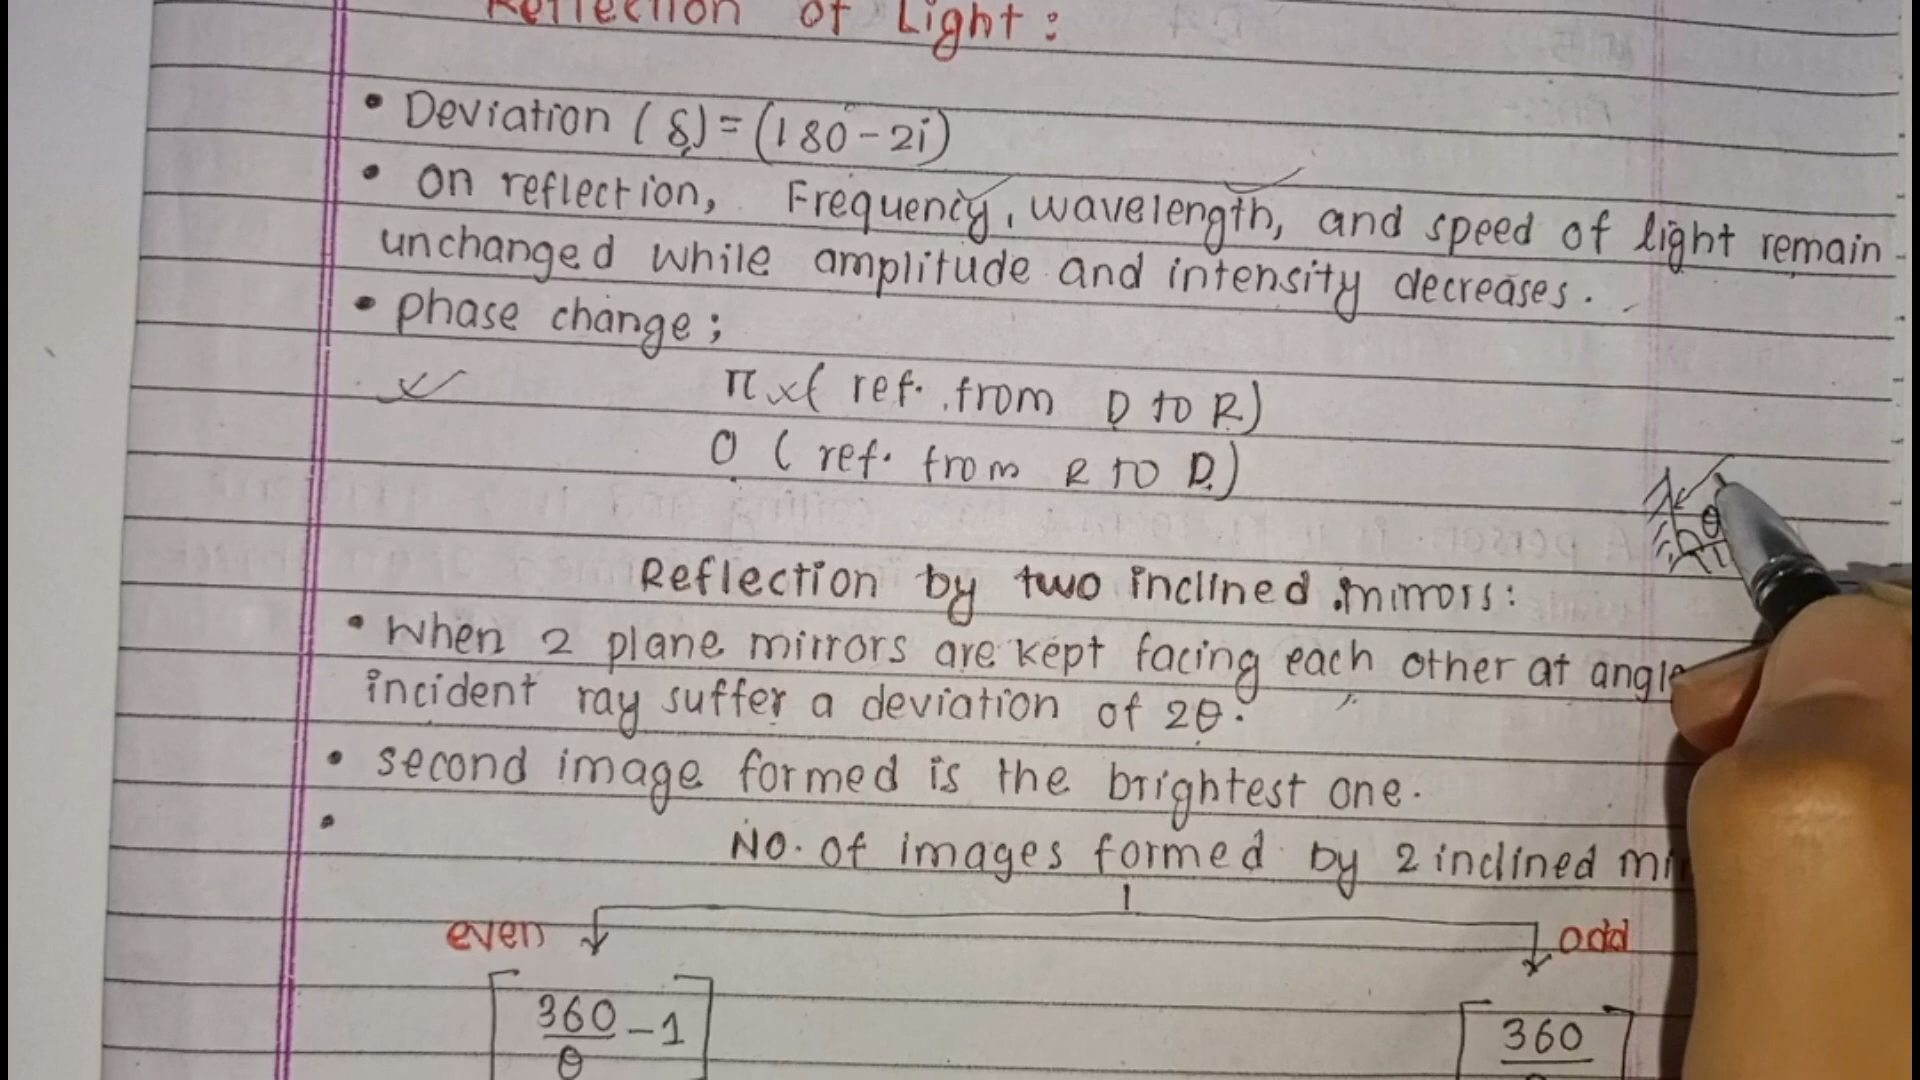 Reflection of Light:
• Deviation (δ) = (180 - 2i)
• on reflection, Frequency, wavelength, and speed of light remain
unchanged while amplitude and intensity decreases.
• phase change;
π x( ref. from D to R)
0 ( ref. from R to D.)
θ
Reflection by two inclined mirrors:
• When 2 plane mirrors are kept facing each other at angle
incident ray suffer a deviation of 2θ.
• second image formed is the brightest one.
•
No. of images formed by 2 inclined
even odd
[360/θ - 1] [360